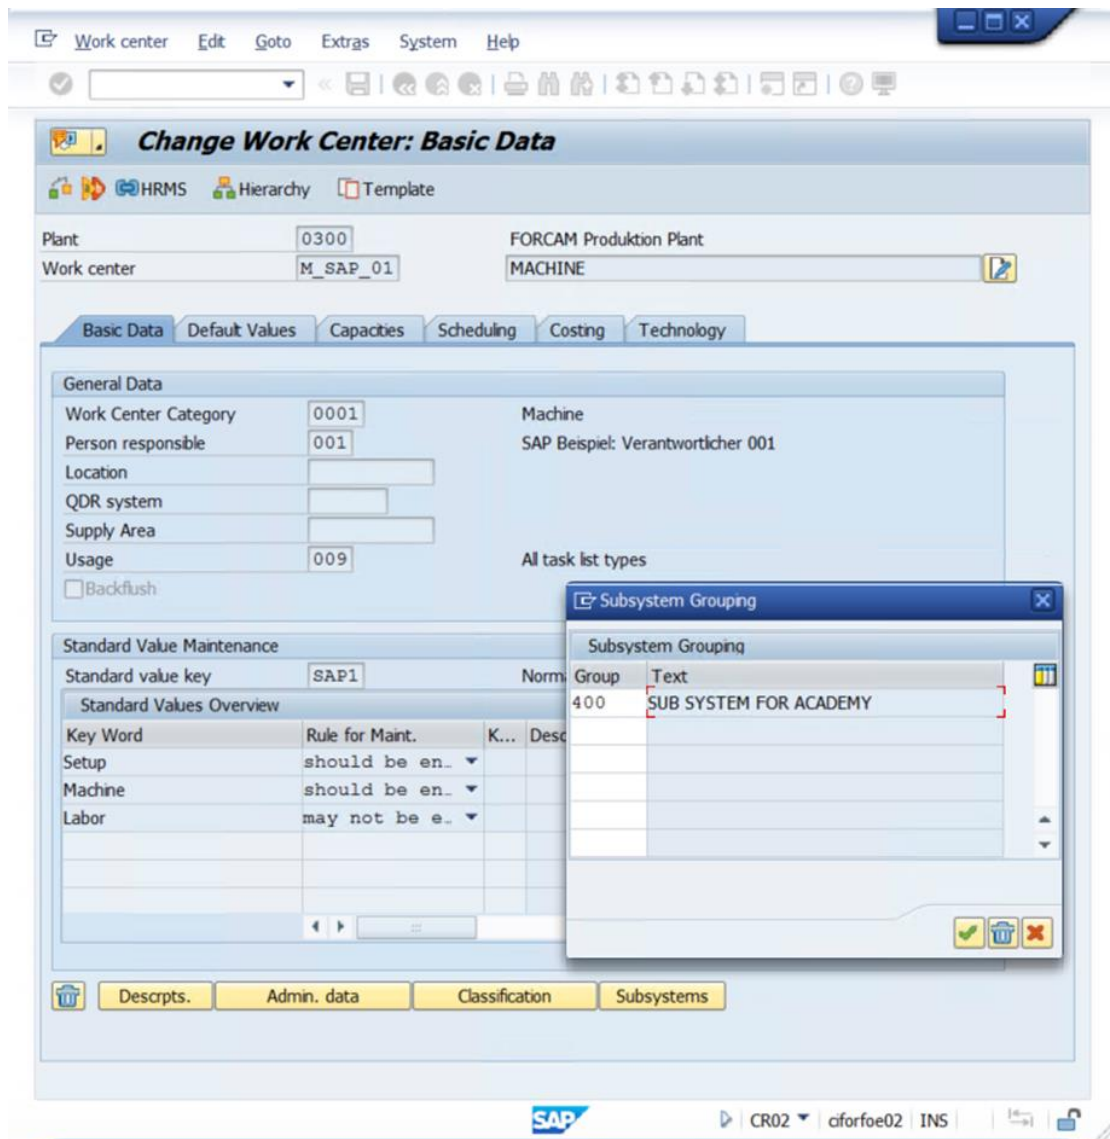 Work center Edit Goto Extras System Help
Change Work Center: Basic Data
HRMS Hierarchy Template
Plant 0300 FORCAM Produktion Plant
Work center M_SAP_01 MACHINE
Basic Data Default Values Capacities Scheduling Costing Technology
General Data
Work Center Category 0001 Machine
Person responsible 001 SAP Beispiel: Verantwortlicher 001
Location
QDR system
Supply Area
Usage 009 All task list types
Backflush
Standard Value Maintenance
Standard value key SAP1 Norm
Standard Values Overview
Key Word Rule for Maint. K... Desc
Setup should be en…
Machine should be en…
Labor may not be e…
Subsystem Grouping
Subsystem Grouping
Group Text
400 SUB SYSTEM FOR ACADEMY
Descrpts. Admin. data Classification Subsystems
SAP CR02 ciforfoe02 INS